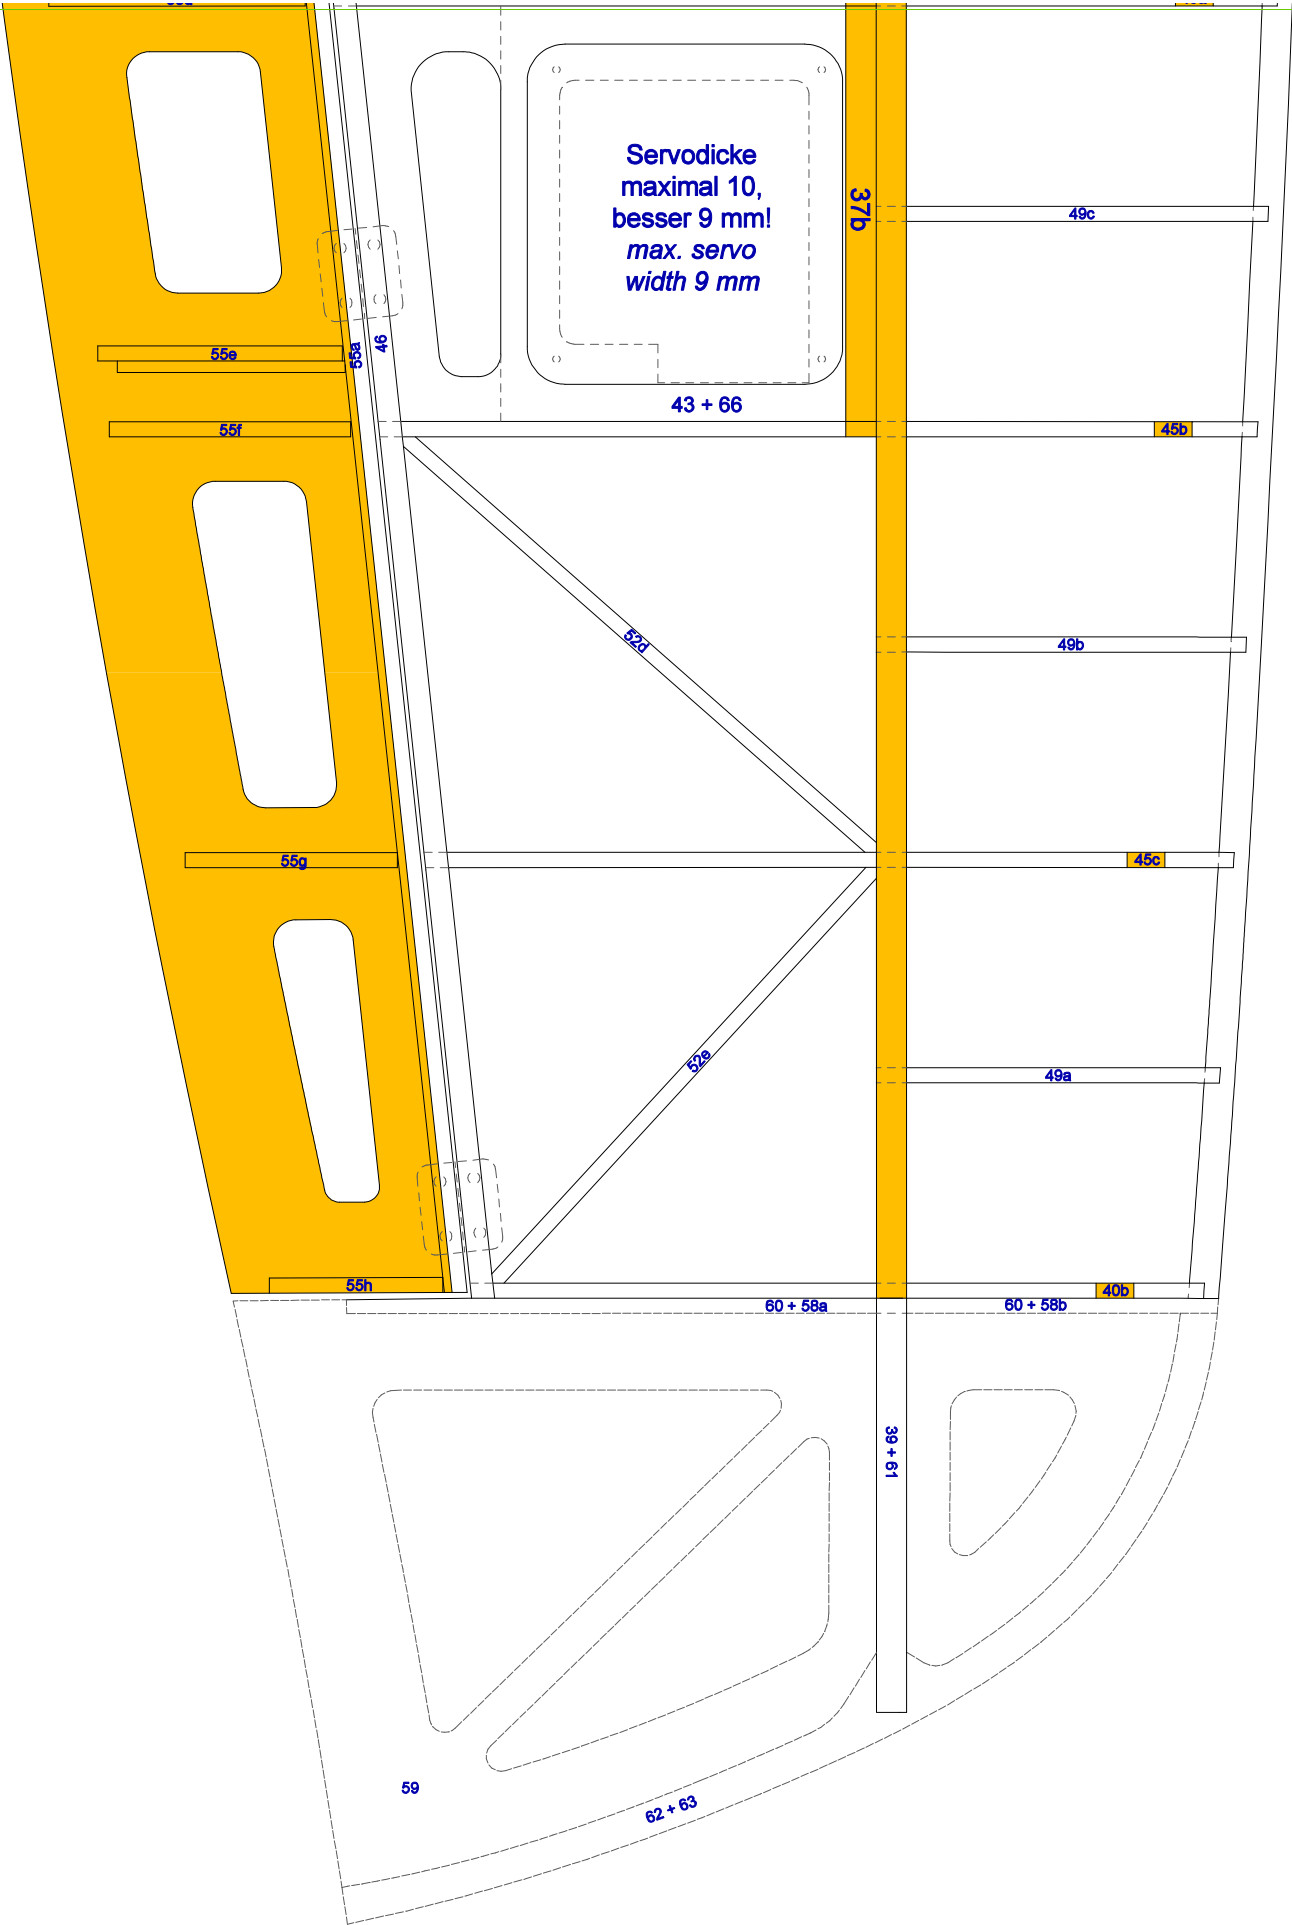 Servodicke
maximal 10,
besser 9 mm!
max. servo
width 9 mm
37b
49c
55e
55a
46
43 + 66
55f
45b
52d
49b
55g
45c
52e
49a
55h
40b
60 + 58a
60 + 58b
39 + 61
59
62 + 63